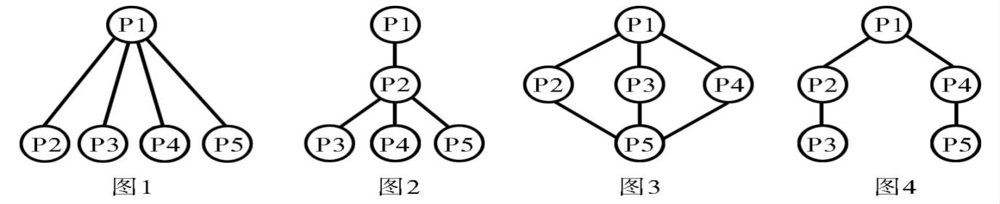 P1 P1 P1 P1
P2 P2 P3 P4 P2 P4
P2 P3 P4 P5 P3 P4 P5 P5 P3 P5
图1 图2 图3 图4